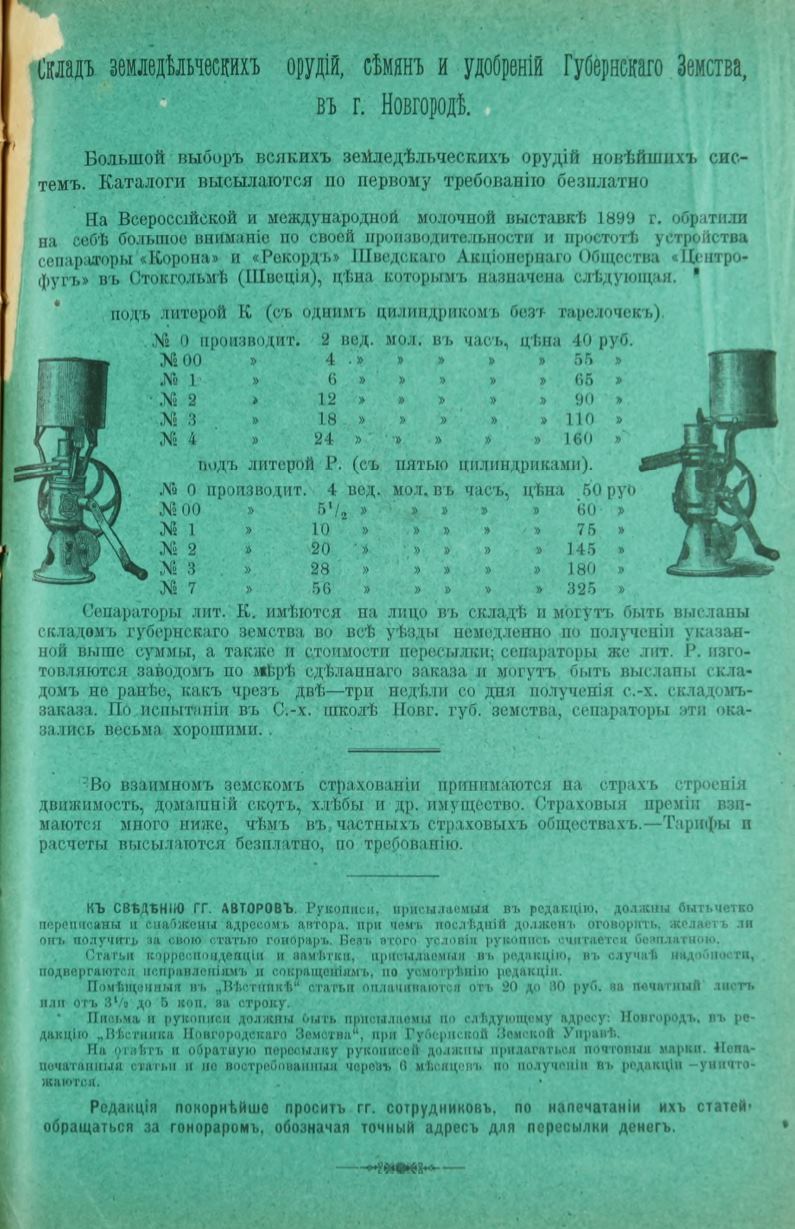 Складъ земледѣльческихъ орудій, сѣмянъ и удобреній Губернскаго Земства,
въ г. Новгородѣ.
Большой выборъ всякихъ земледѣльческихъ орудій новѣйшихъ сис-
темъ. Каталоги высылаются по первому требованію безплатно
На Всероссійской и международной молочной выставкѣ 1899 г. обратили
на себѣ большое вниманіе по своей производительности и простотѣ устройства
сепараторы «Корона» и «Рекордъ» Шведскаго Акціонернаго Общества «Центро-
фугъ» въ Стокгольмѣ (Швеція), цѣна которымъ назначена слѣдующая.
подъ литерой К (съ однимъ цилиндрикомъ безъ тарелочекъ).
№ 0 производит. 2 вед. мол. въ часъ, цѣна 40 руб.
№ 00 » 4 » » » » » 55 »
№ 1 » 6 » » » » » 65 »
№ 2 » 12 » » » » » 90 »
№ 3 » 18 » » » » » 110 »
№ 4 » 24 » » » » » 160 »
подъ литерой Р. (съ пятью цилиндриками).
№ 0 производит. 4 вед. мол. въ часъ, цѣна 50 руб
№ 00 » 5½ » » » » » 60 »
№ 1 » 10 » » » » » 75 »
№ 2 » 20 » » » » » 145 »
№ 3 » 28 » » » » » 180 »
№ 7 » 56 » » » » » 325 »
Сепараторы лит. К. имѣются на лицо въ складѣ и могутъ быть высланы
складомъ губернскаго земства во всѣ уѣзды немедленно по полученіи указан-
ной выше суммы, а также и стоимости пересылки; сепараторы же лит. Р. изго-
товляются заводомъ по мѣрѣ сдѣланнаго заказа и могутъ быть высланы скла-
домъ не ранѣе, какъ чрезъ двѣ—три недѣли со дня полученія с.-х. складомъ-
заказа. По испытаніи въ С.-х. школѣ Новг. губ. земства, сепараторы эти ока-
зались весьма хорошими.
Во взаимномъ земскомъ страхованіи принимаются на страхъ строенія
движимость, домашній скотъ, хлѣбы и др. имущество. Страховыя преміи взи-
маются много ниже, чѣмъ въ частныхъ страховыхъ обществахъ.—Тарифы и
расчеты высылаются безплатно, по требованію.
КЪ СВѢДѢНІЮ ГГ. АВТОРОВЪ. Рукописи, присылаемыя въ редакцію, должны быть четко
переписаны и снабжены адресомъ автора, при чемъ послѣдній долженъ оговорить, желаетъ ли
онъ получить за свою статью гонораръ. Безъ этого условія рукопись считается безплатною.
Статьи корреспонденціи и замѣтки, присылаемыя въ редакцію, въ случаѣ надобности,
подвергаются исправленіямъ и сокращеніямъ, по усмотрѣнію редакціи.
Помѣщенныя въ „Вѣстникѣ“ статьи оплачиваются отъ 20 до 30 руб. за печатный листъ
или отъ 3½ до 5 коп. за строку.
Письма и рукописи должны быть присылаемы по слѣдующему адресу: Новгородъ, въ ре-
дакцію „Вѣстника Новгородскаго Земства“, при Губернской Земской Управѣ.
На отвѣтъ и обратную пересылку рукописей должны прилагаться почтовыя марки. Непа-
печатанныя статьи и не востребованныя черезъ 6 мѣсяцевъ по полученіи въ редакціи—уничто-
жаются.
Редакція покорнѣйше проситъ гг. сотрудниковъ, по напечатаніи ихъ статей,
обращаться за гонораромъ, обозначая точный адресъ для пересылки денегъ.